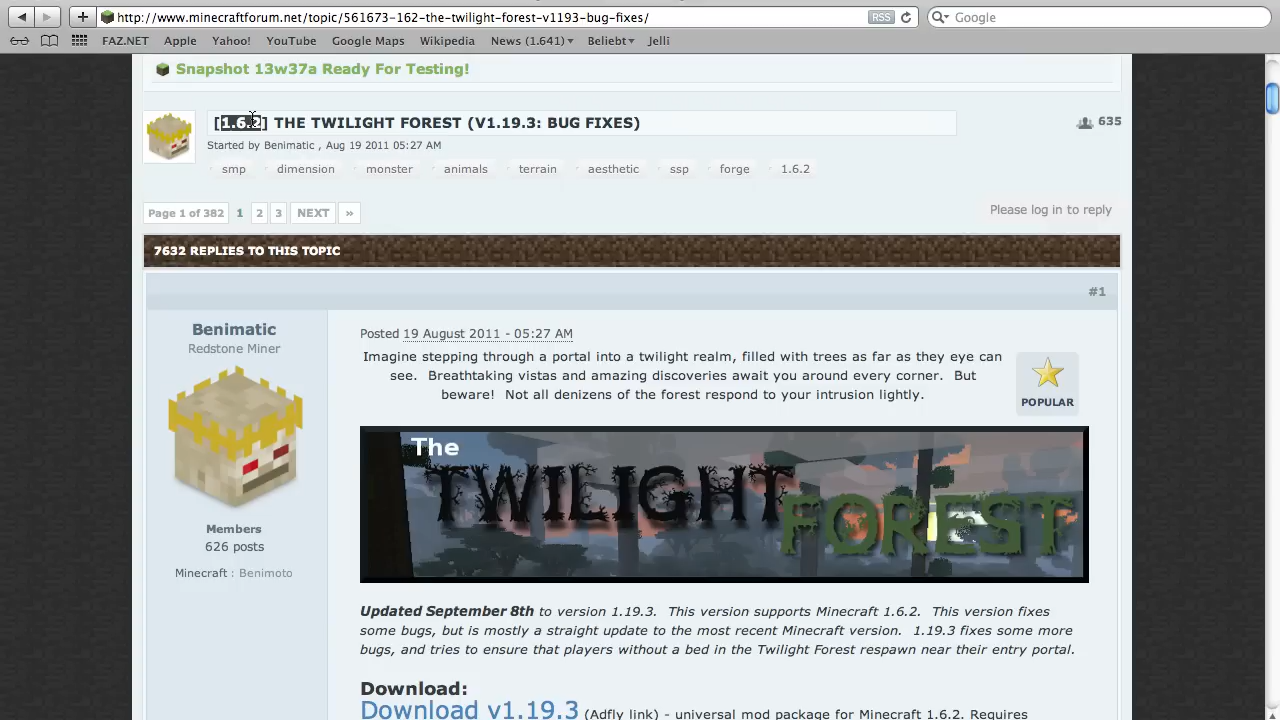 http://www.minecraftforum.net/topic/561673-162-the-twilight-forest-v1193-bug-fixes/
RSS
Google
FAZ.NET Apple Yahoo! YouTube Google Maps Wikipedia News (1.641) Beliebt Jelli
Snapshot 13w37a Ready For Testing!
[1.6.2] THE TWILIGHT FOREST (V1.19.3: BUG FIXES)
635
Started by Benimatic , Aug 19 2011 05:27 AM
smp dimension monster animals terrain aesthetic ssp forge 1.6.2
Page 1 of 382 1 2 3 NEXT »
Please log in to reply
7632 REPLIES TO THIS TOPIC
#1
Benimatic
Redstone Miner
Members
626 posts
Minecraft : Benimoto
Posted 19 August 2011 - 05:27 AM
Imagine stepping through a portal into a twilight realm, filled with trees as far as they eye can
see. Breathtaking vistas and amazing discoveries await you around every corner. But
beware! Not all denizens of the forest respond to your intrusion lightly.
POPULAR
The
TWILIGHT
FOREST
Updated September 8th to version 1.19.3. This version supports Minecraft 1.6.2. This version fixes
some bugs, but is mostly a straight update to the most recent Minecraft version. 1.19.3 fixes some more
bugs, and tries to ensure that players without a bed in the Twilight Forest respawn near their entry portal.
Download:
Download v1.19.3 (Adfly link) - universal mod package for Minecraft 1.6.2. Requires